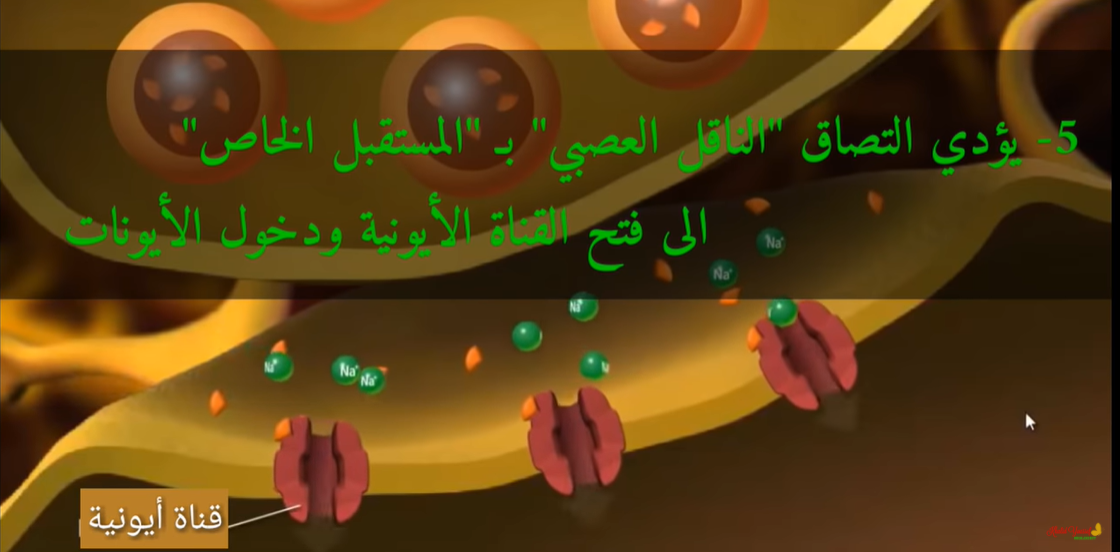 5- يؤدي التصاق "الناقل العصبي" بـ "المستقبل الخاص"
الى فتح القناة الأيونية ودخول الأيونات
Na⁺
Na⁺
Na⁺
Na⁺
Na⁺
Na⁺
قناة أيونية